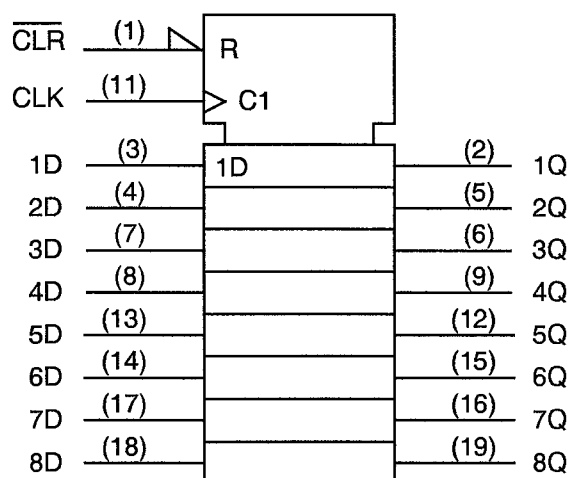 C̅L̅R̅ (1) R
CLK (11) C1
1D (3) 1D (2) 1Q
2D (4) (5) 2Q
3D (7) (6) 3Q
4D (8) (9) 4Q
5D (13) (12) 5Q
6D (14) (15) 6Q
7D (17) (16) 7Q
8D (18) (19) 8Q